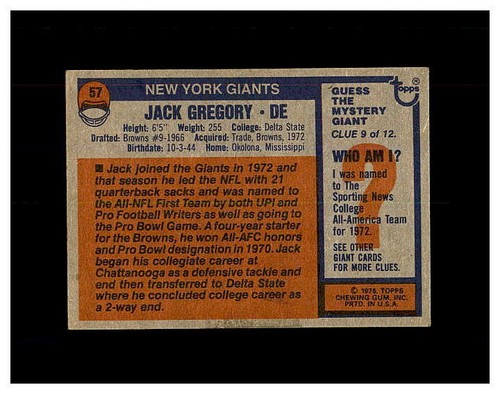 57
NEW YORK GIANTS
JACK GREGORY • DE
Height: 6'5" Weight: 255 College: Delta State
Drafted: Browns #9-1966 Acquired: Trade, Browns, 1972
Birthdate: 10-3-44 Home: Okolona, Mississippi
■ Jack joined the Giants in 1972 and
that season he led the NFL with 21
quarterback sacks and was named to
the All-NFL First Team by both UPI and
Pro Football Writers as well as going to
the Pro Bowl Game. A four-year starter
for the Browns, he won All-AFC honors
and Pro Bowl designation in 1970. Jack
began his collegiate career at
Chattanooga as a defensive tackle and
end then transferred to Delta State
where he concluded college career as
a 2-way end.
topps
GUESS
THE
MYSTERY
GIANT
CLUE 9 of 12.
WHO AM I?
?
I was named
to The
Sporting News
College
All-America Team
for 1972.
SEE OTHER
GIANT CARDS
FOR MORE CLUES.
© 1976, TOPPS
CHEWING GUM, INC.
PRTD. IN U.S.A.